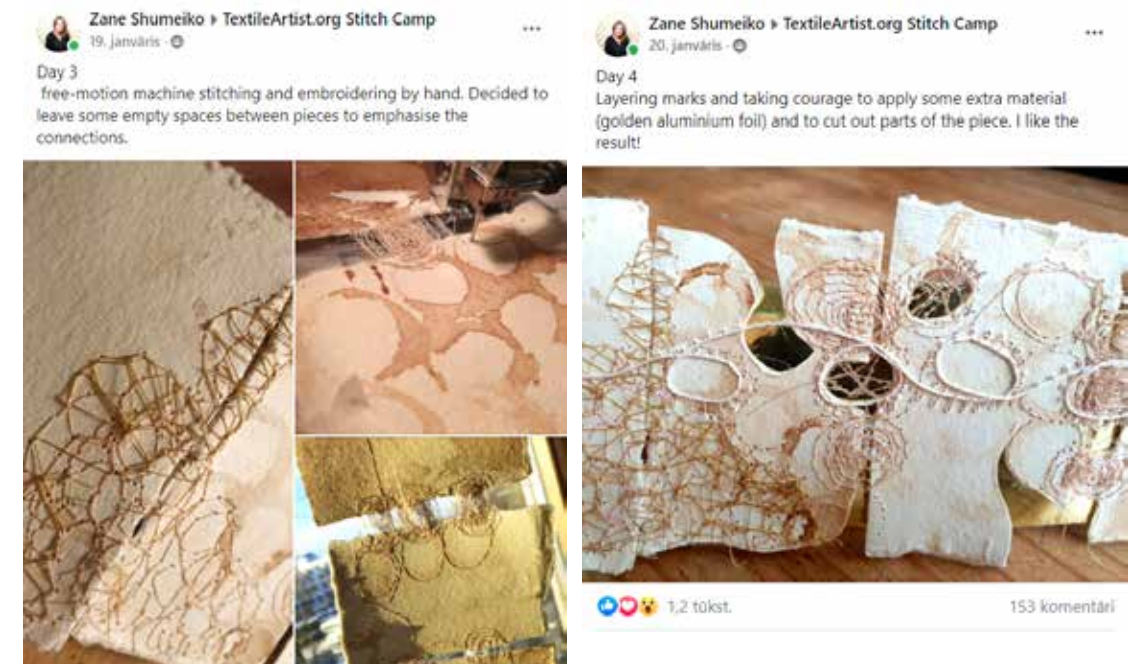 Zane Shumeiko ▸ TextileArtist.org Stitch Camp
19. janvāris ·
Day 3
free-motion machine stitching and embroidering by hand. Decided to
leave some empty spaces between pieces to emphasise the
connections.
Zane Shumeiko ▸ TextileArtist.org Stitch Camp
20. janvāris ·
Day 4
Layering marks and taking courage to apply some extra material
(golden aluminium foil) and to cut out parts of the piece. I like the
result!
1,2 tūkst.
153 komentāri